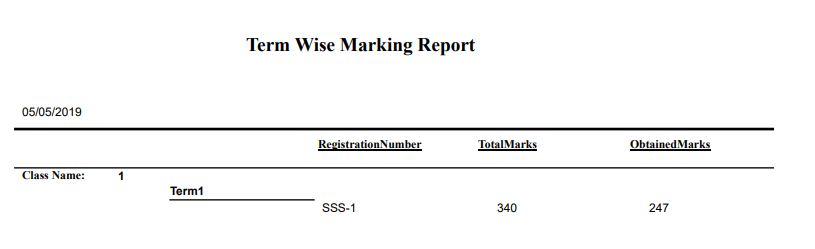 Term Wise Marking Report
05/05/2019
RegistrationNumber TotalMarks ObtainedMarks
Class Name: 1
Term1
SSS-1 340 247